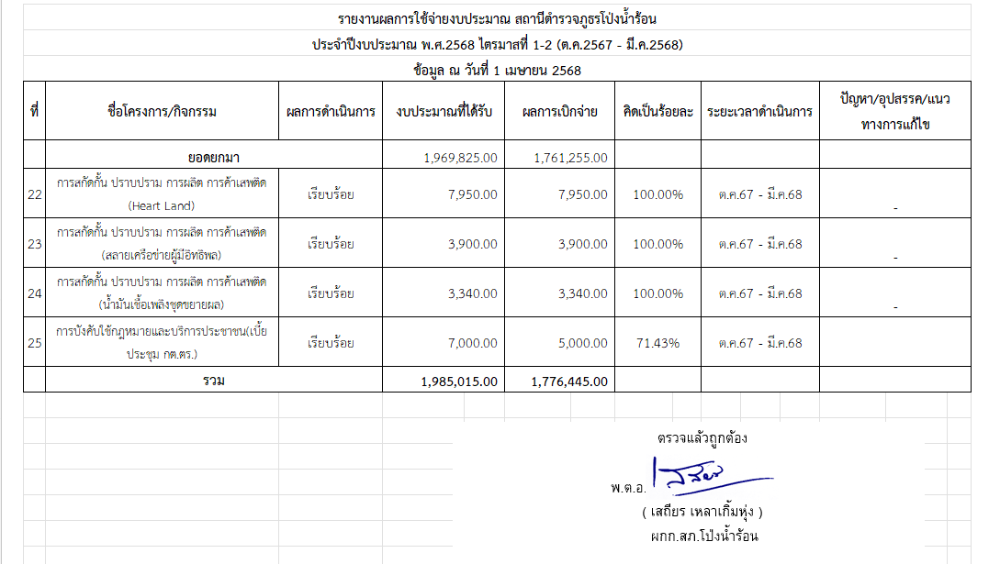 รายงานผลการใช้จ่ายงบประมาณ สถานีตำรวจภูธรโป่งน้ำร้อน
ประจำปีงบประมาณ พ.ศ.2568 ไตรมาสที่ 1-2 (ต.ค.2567 - มี.ค.2568)
ข้อมูล ณ วันที่ 1 เมษายน 2568
ที่ ชื่อโครงการ/กิจกรรม ผลการดำเนินการ งบประมาณที่ได้รับ ผลการเบิกจ่าย คิดเป็นร้อยละ ระยะเวลาดำเนินการ ปัญหา/อุปสรรค/แนว
ทางการแก้ไข
ยอดยกมา 1,969,825.00 1,761,255.00
การสกัดกั้น ปราบปราม การผลิต การค้าเสพติด
22 (Heart Land) เรียบร้อย 7,950.00 7,950.00 100.00% ต.ค.67 - มี.ค.68 -
การสกัดกั้น ปราบปราม การผลิต การค้าเสพติด
23 (สลายเครือข่ายผู้มีอิทธิพล) เรียบร้อย 3,900.00 3,900.00 100.00% ต.ค.67 - มี.ค.68 -
การสกัดกั้น ปราบปราม การผลิต การค้าเสพติด
24 (น้ำมันเชื้อเพลิงชุดขยายผล) เรียบร้อย 3,340.00 3,340.00 100.00% ต.ค.67 - มี.ค.68 -
การบังคับใช้กฎหมายและบริการประชาชน(เบี้ย
25 ประชุม กต.ตร.) เรียบร้อย 7,000.00 5,000.00 71.43% ต.ค.67 - มี.ค.68
รวม 1,985,015.00 1,776,445.00
ตรวจแล้วถูกต้อง
พ.ต.อ.
( เสถียร เหลาเกิ้มหุ่ง )
ผกก.สภ.โป่งน้ำร้อน